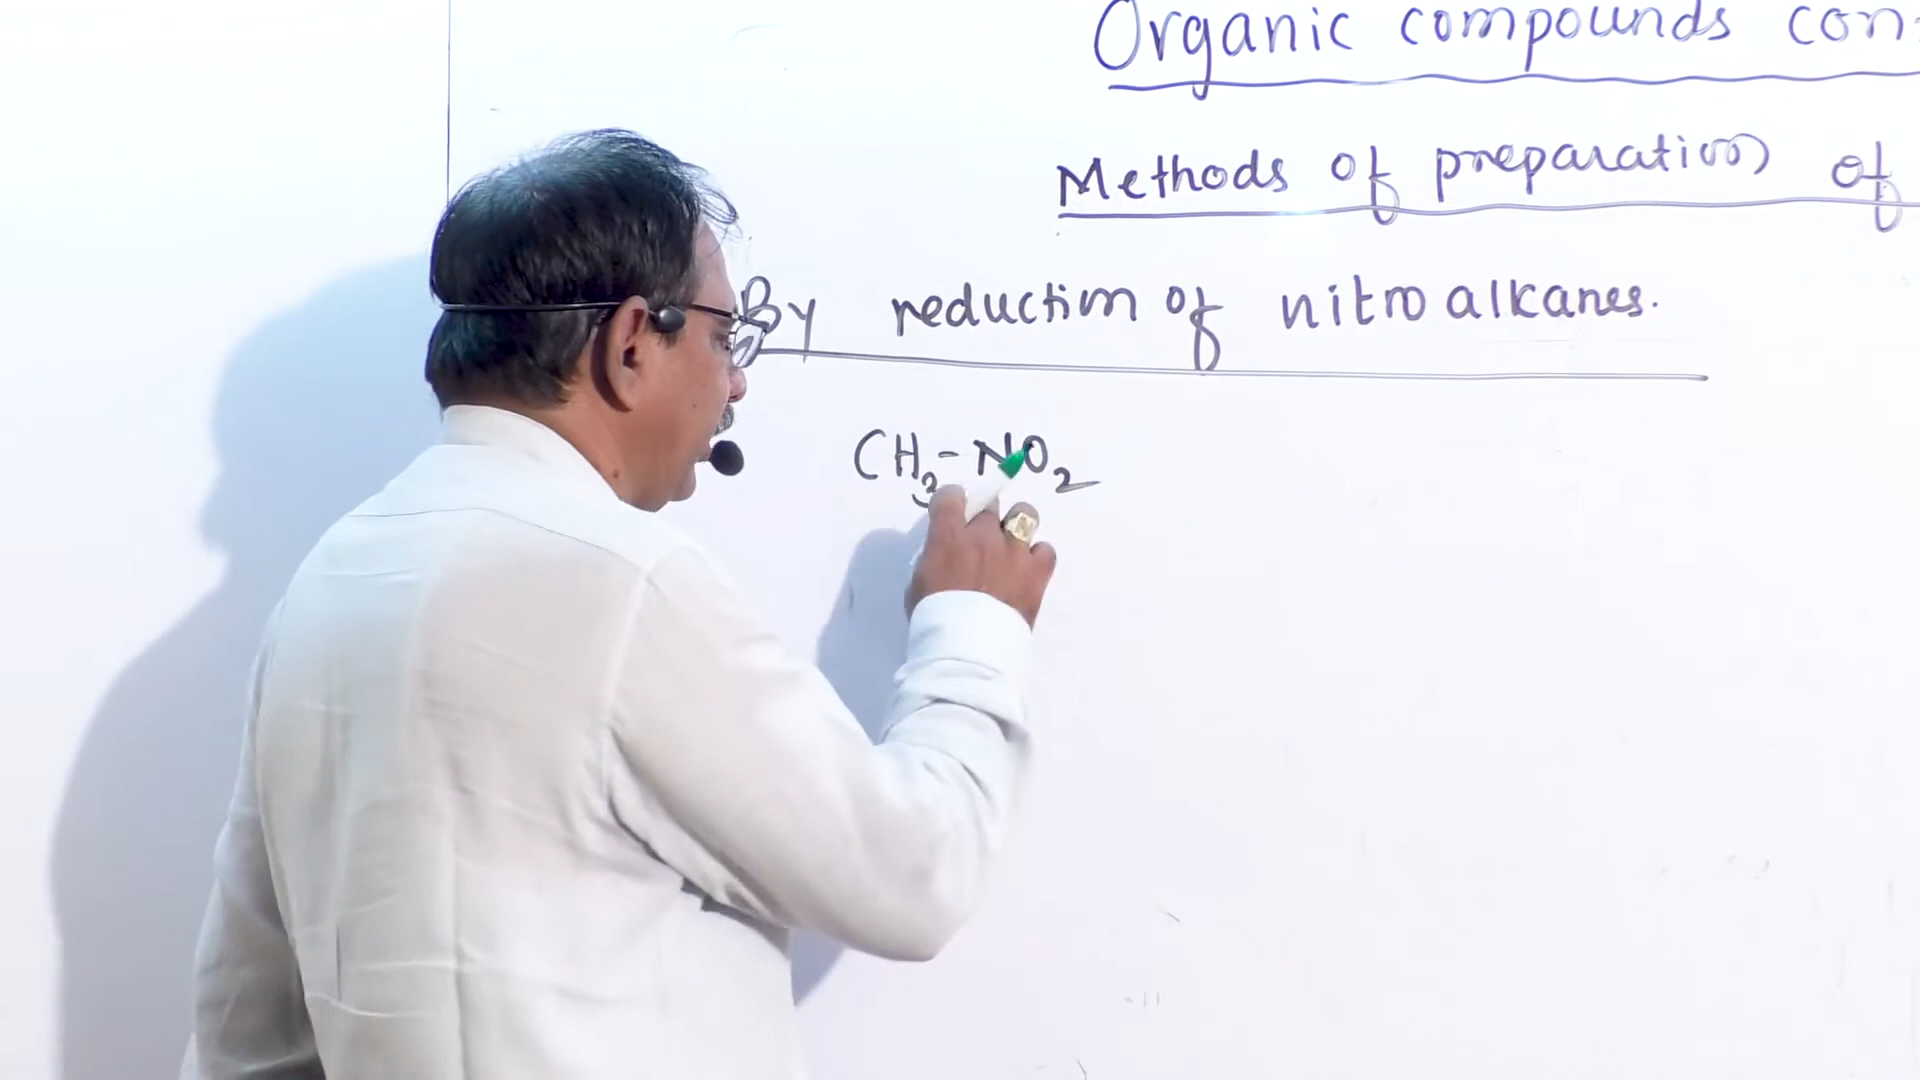 Organic compounds con
Methods of preparation of
By reduction of nitroalkanes.
CH3-NO2